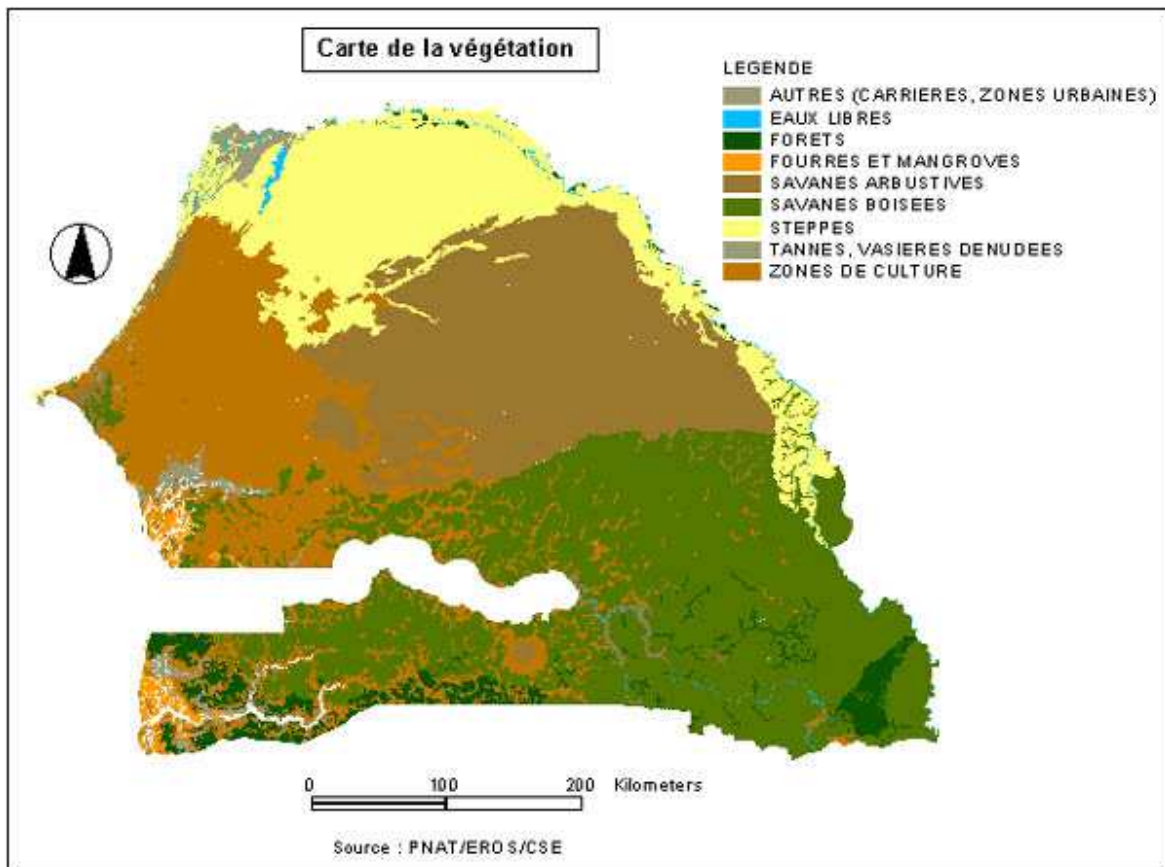 Carte de la végétation
LEGENDE
AUTRES (CARRIERES, ZONES URBAINES)
EAUX LIBRES
FORETS
FOURRES ET MANGROVES
SAVANES ARBUSTIVES
SAVANES BOISEES
STEPPES
TANNES, VASIERES DENUDEES
ZONES DE CULTURE
0 100 200 Kilometers
Source : PNAT/EROS/CSE